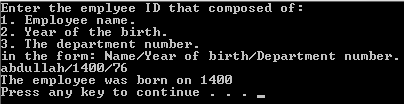 Enter the emplyee ID that composed of:
1. Employee name.
2. Year of the birth.
3. The department number.
in the form: Name/Year of birth/Department number.
abdullah/1400/76
The employee was born on 1400
Press any key to continue . . . _